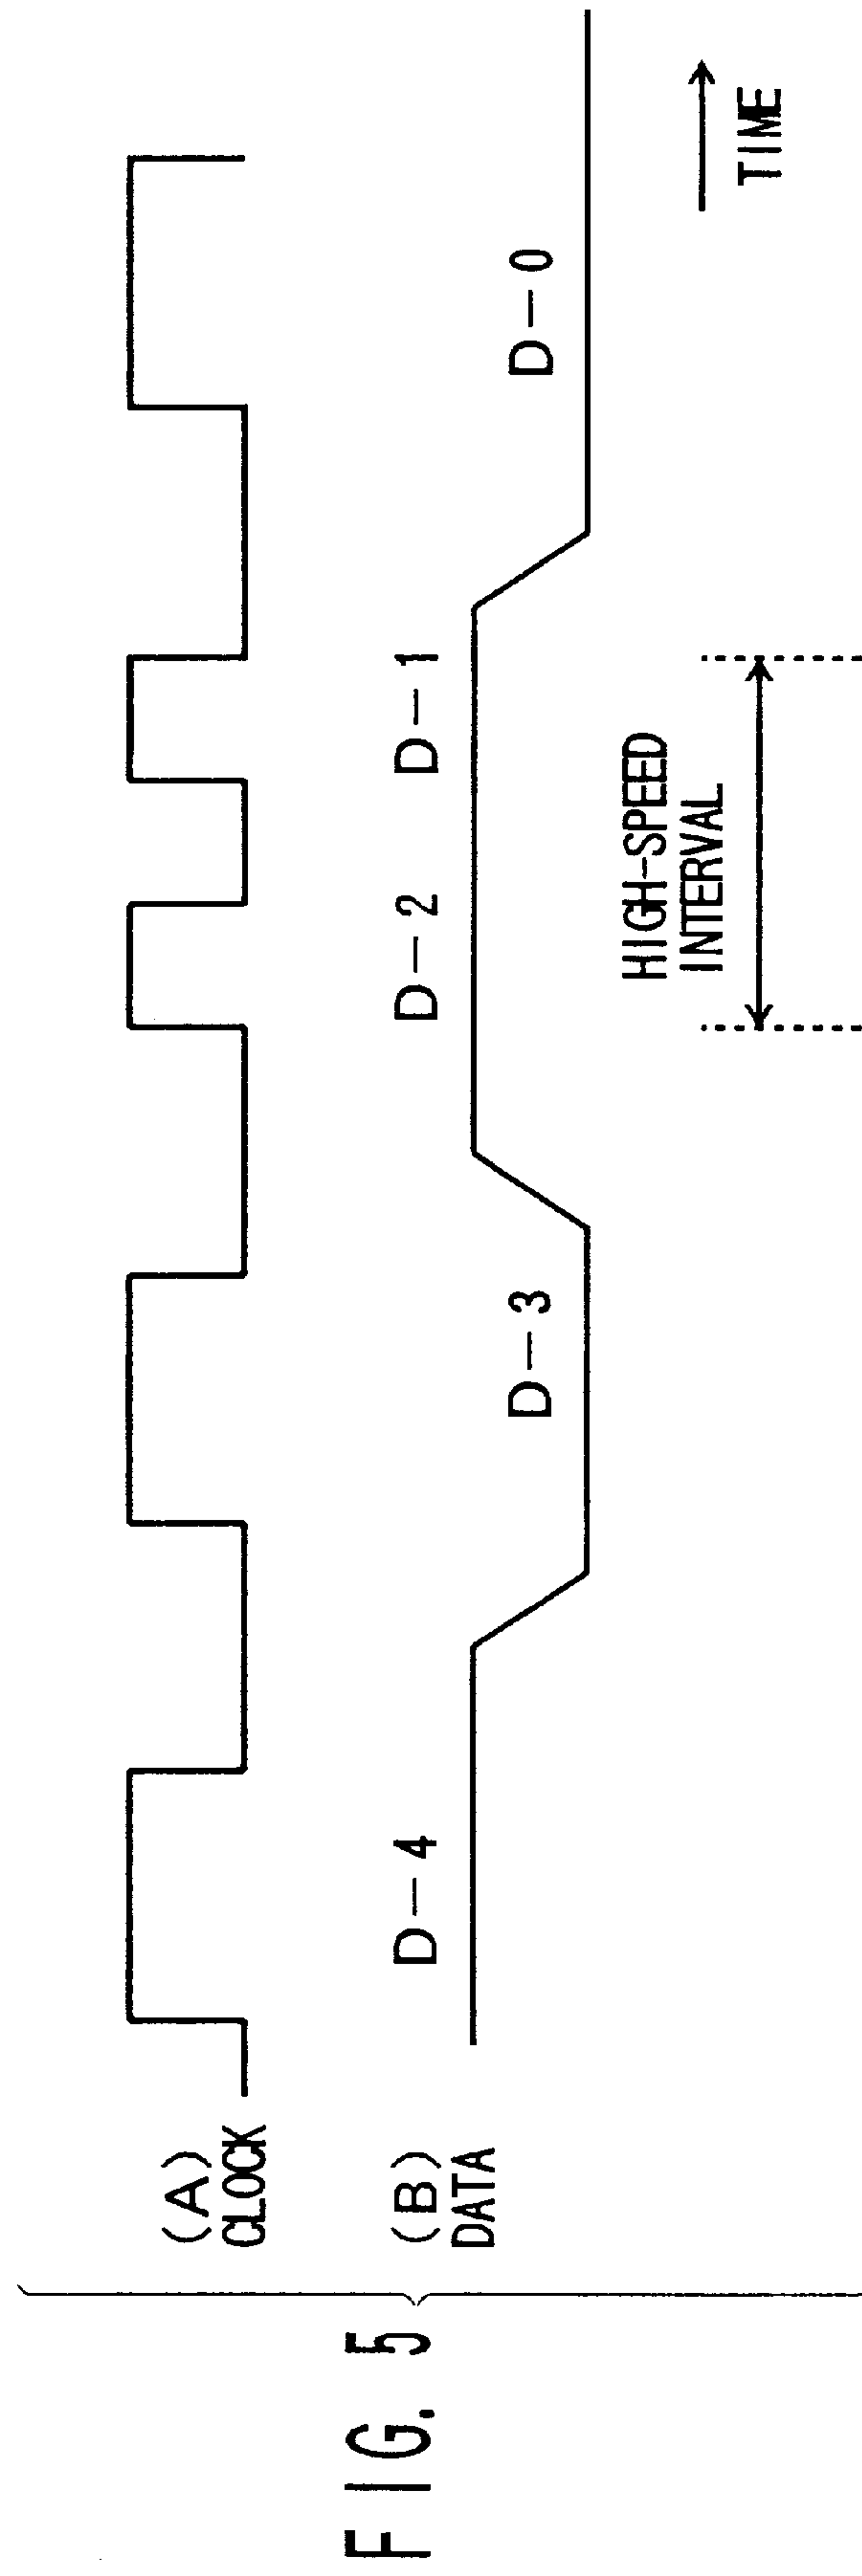 FIG. 5
(A)
CLOCK
(B)
DATA
D-4
D-3
D-2
D-1
D-0
HIGH-SPEED
INTERVAL
TIME